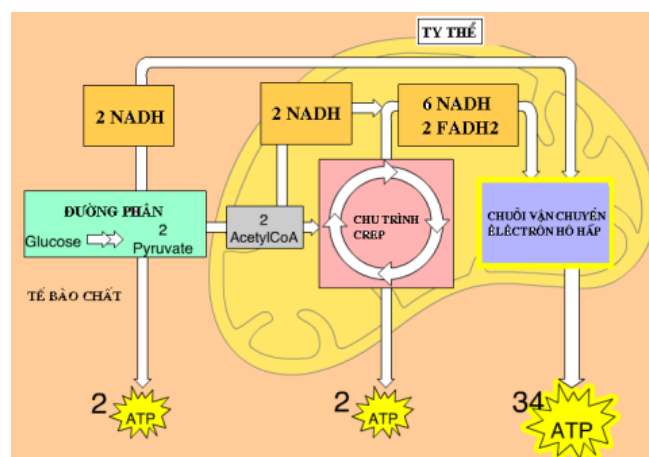 TY THỂ
2 NADH
2 NADH
6 NADH
2 FADH2
ĐƯỜNG PHÂN
Glucose
2
Pyruvate
2
AcetylCoA
CHU TRÌNH
CREP
CHUỖI VẬN CHUYỂN
ÊLÊCTRÔN HÔ HẤP
TẾ BÀO CHẤT
2 ATP
2 ATP
34 ATP